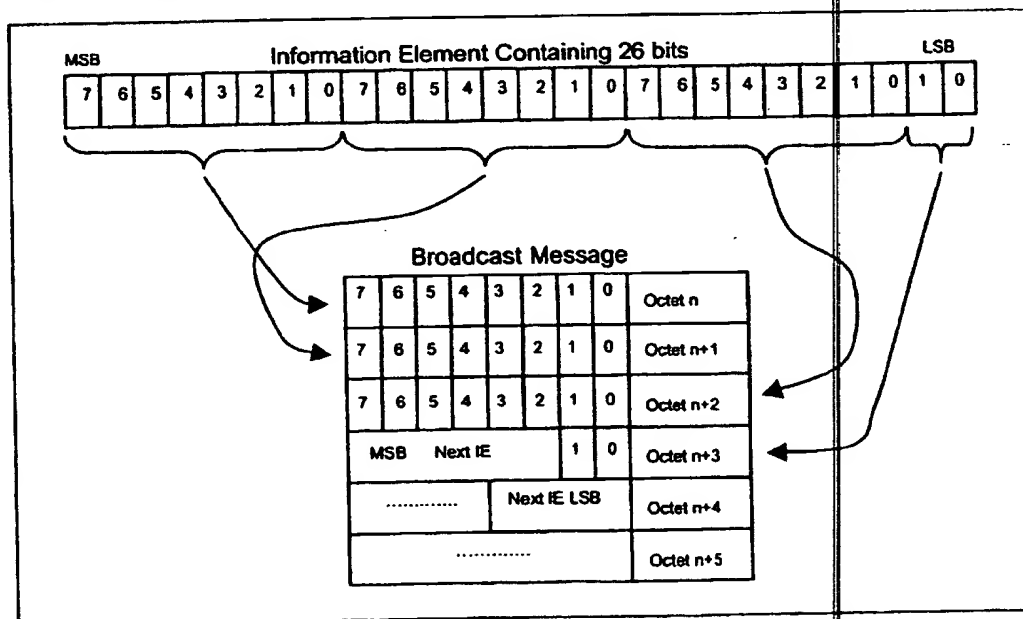 MSB Information Element Containing 26 bits LSB
7 6 5 4 3 2 1 0 7 6 5 4 3 2 1 0 7 6 5 4 3 2 1 0 1 0
Broadcast Message
7 6 5 4 3 2 1 0 Octet n
7 6 5 4 3 2 1 0 Octet n+1
7 6 5 4 3 2 1 0 Octet n+2
MSB Next IE 1 0 Octet n+3
............. Next IE LSB Octet n+4
............. Octet n+5